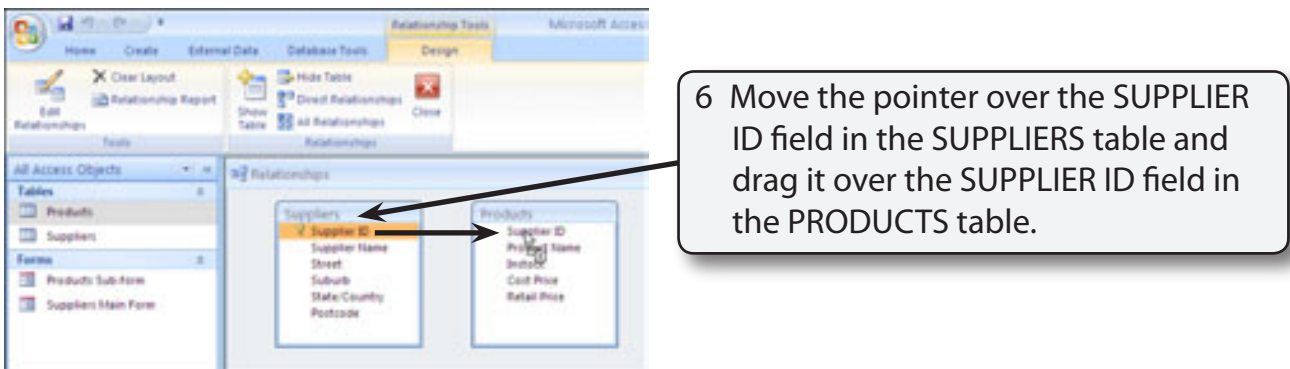 Relationship Tools
Microsoft Access
Home Create External Data Database Tools Design
Edit Relationships
Clear Layout
Relationship Report
Tools
Show Table
Hide Table
Direct Relationships
All Relationships
Close
Relationships
All Access Objects
Tables
Products
Suppliers
Forms
Products Sub-form
Suppliers Main Form
Relationships
Suppliers
Supplier ID
Supplier Name
Street
Suburb
State/Country
Postcode
Products
Supplier ID
Product Name
Instock
Cost Price
Retail Price
6 Move the pointer over the SUPPLIER
ID field in the SUPPLIERS table and
drag it over the SUPPLIER ID field in
the PRODUCTS table.